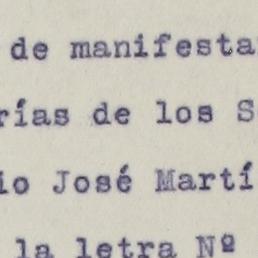 de manifesta
rías de los S
io José Martí
la letra Nº